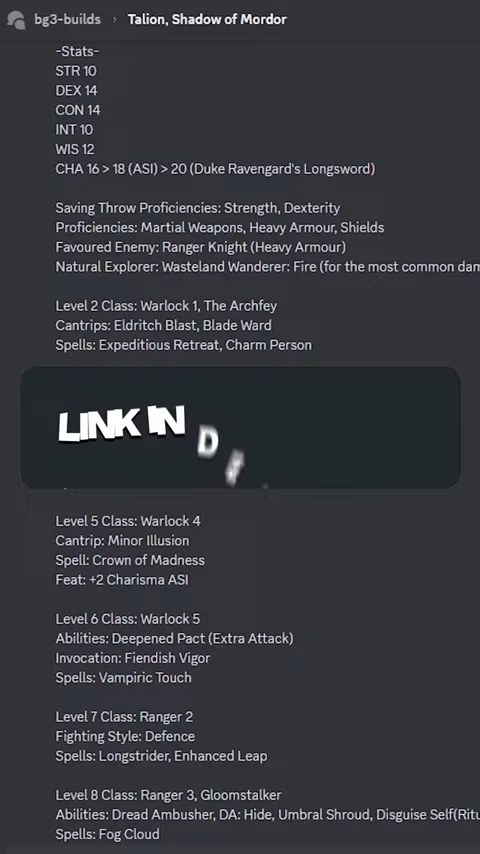 bg3-builds › Talion, Shadow of Mordor
-Stats-
STR 10
DEX 14
CON 14
INT 10
WIS 12
CHA 16 > 18 (ASI) > 20 (Duke Ravengard's Longsword)
Saving Throw Proficiencies: Strength, Dexterity
Proficiencies: Martial Weapons, Heavy Armour, Shields
Favoured Enemy: Ranger Knight (Heavy Armour)
Natural Explorer: Wasteland Wanderer: Fire (for the most common dam
Level 2 Class: Warlock 1, The Archfey
Cantrips: Eldritch Blast, Blade Ward
Spells: Expeditious Retreat, Charm Person
LINK IN D
Level 5 Class: Warlock 4
Cantrip: Minor Illusion
Spell: Crown of Madness
Feat: +2 Charisma ASI
Level 6 Class: Warlock 5
Abilities: Deepened Pact (Extra Attack)
Invocation: Fiendish Vigor
Spells: Vampiric Touch
Level 7 Class: Ranger 2
Fighting Style: Defence
Spells: Longstrider, Enhanced Leap
Level 8 Class: Ranger 3, Gloomstalker
Abilities: Dread Ambusher, DA: Hide, Umbral Shroud, Disguise Self(Ritu
Spells: Fog Cloud